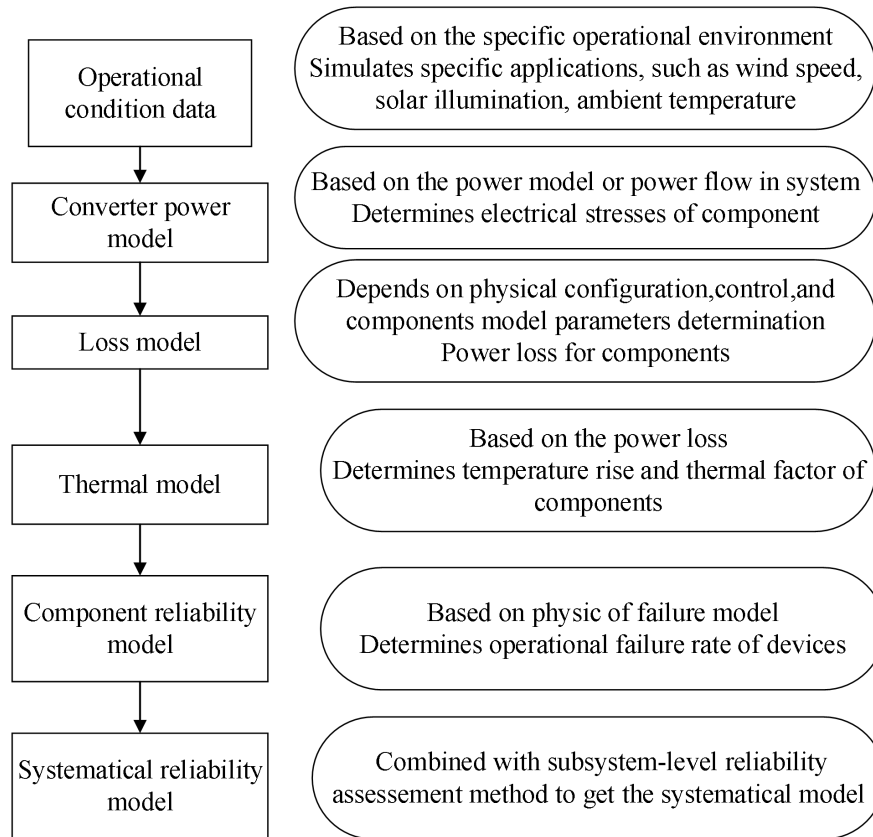 Operational
condition data
Based on the specific operational environment
Simulates specific applications, such as wind speed,
solar illumination, ambient temperature
Converter power
model
Based on the power model or power flow in system
Determines electrical stresses of component
Loss model
Depends on physical configuration,control,and
components model parameters determination
Power loss for components
Thermal model
Based on the power loss
Determines temperature rise and thermal factor of
components
Component reliability
model
Based on physic of failure model
Determines operational failure rate of devices
Systematical reliability
model
Combined with subsystem-level reliability
assessement method to get the systematical model